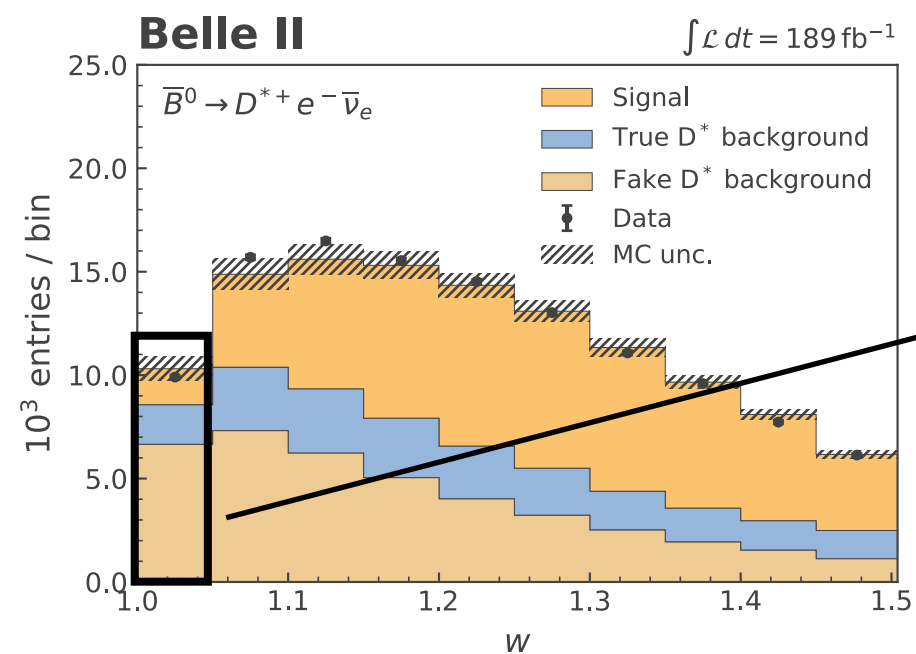 Belle II
∫ℒ dt = 189 fb⁻¹
B̅⁰ → D*⁺ e⁻ ν̅ₑ
Signal
True D* background
Fake D* background
Data
MC unc.
10³ entries / bin
25.0
20.0
15.0
10.0
5.0
0.0
1.0 1.1 1.2 1.3 1.4 1.5
w